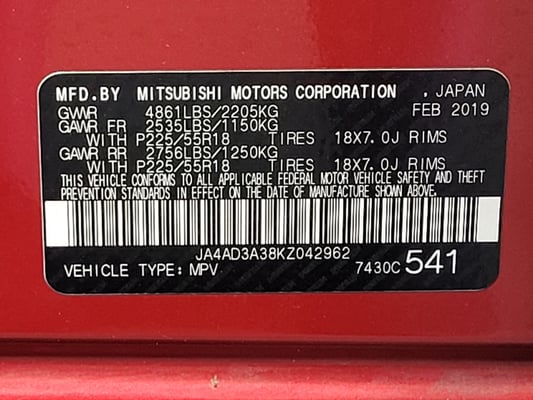 MFD.BY MITSUBISHI MOTORS CORPORATION , JAPAN
GVWR 4861LBS/2205KG FEB 2019
GAWR FR 2535LBS/1150KG
WITH P225/55R18 TIRES 18X7.0J RIMS
GAWR RR 2756LBS/1250KG
WITH P225/55R18 TIRES 18X7.0J RIMS
THIS VEHICLE CONFORMS TO ALL APPLICABLE FEDERAL MOTOR VEHICLE SAFETY AND THEFT
PREVENTION STANDARDS IN EFFECT ON THE DATE OF MANUFACTURE SHOWN ABOVE.
JA4AD3A38KZ042962
VEHICLE TYPE: MPV 7430C 541